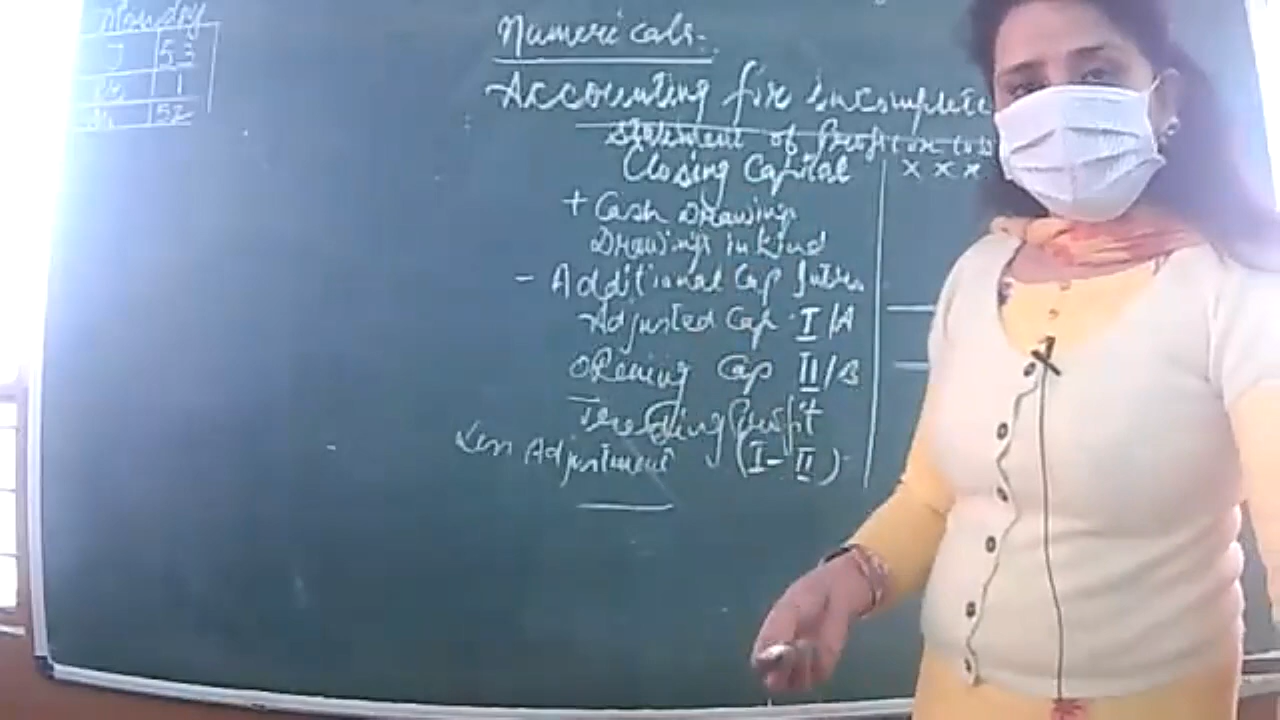 Monday
J 53
1
52
Numericals.
Accounting for incomplete
Statement of Profit or Loss
Closing Capital xxx
+ Cash Drawings
Drawings in kind
- Additional Cap
Adjusted Cap I/A
Opening Cap II/B
Trading Profit
Less Adjustment (I-II)